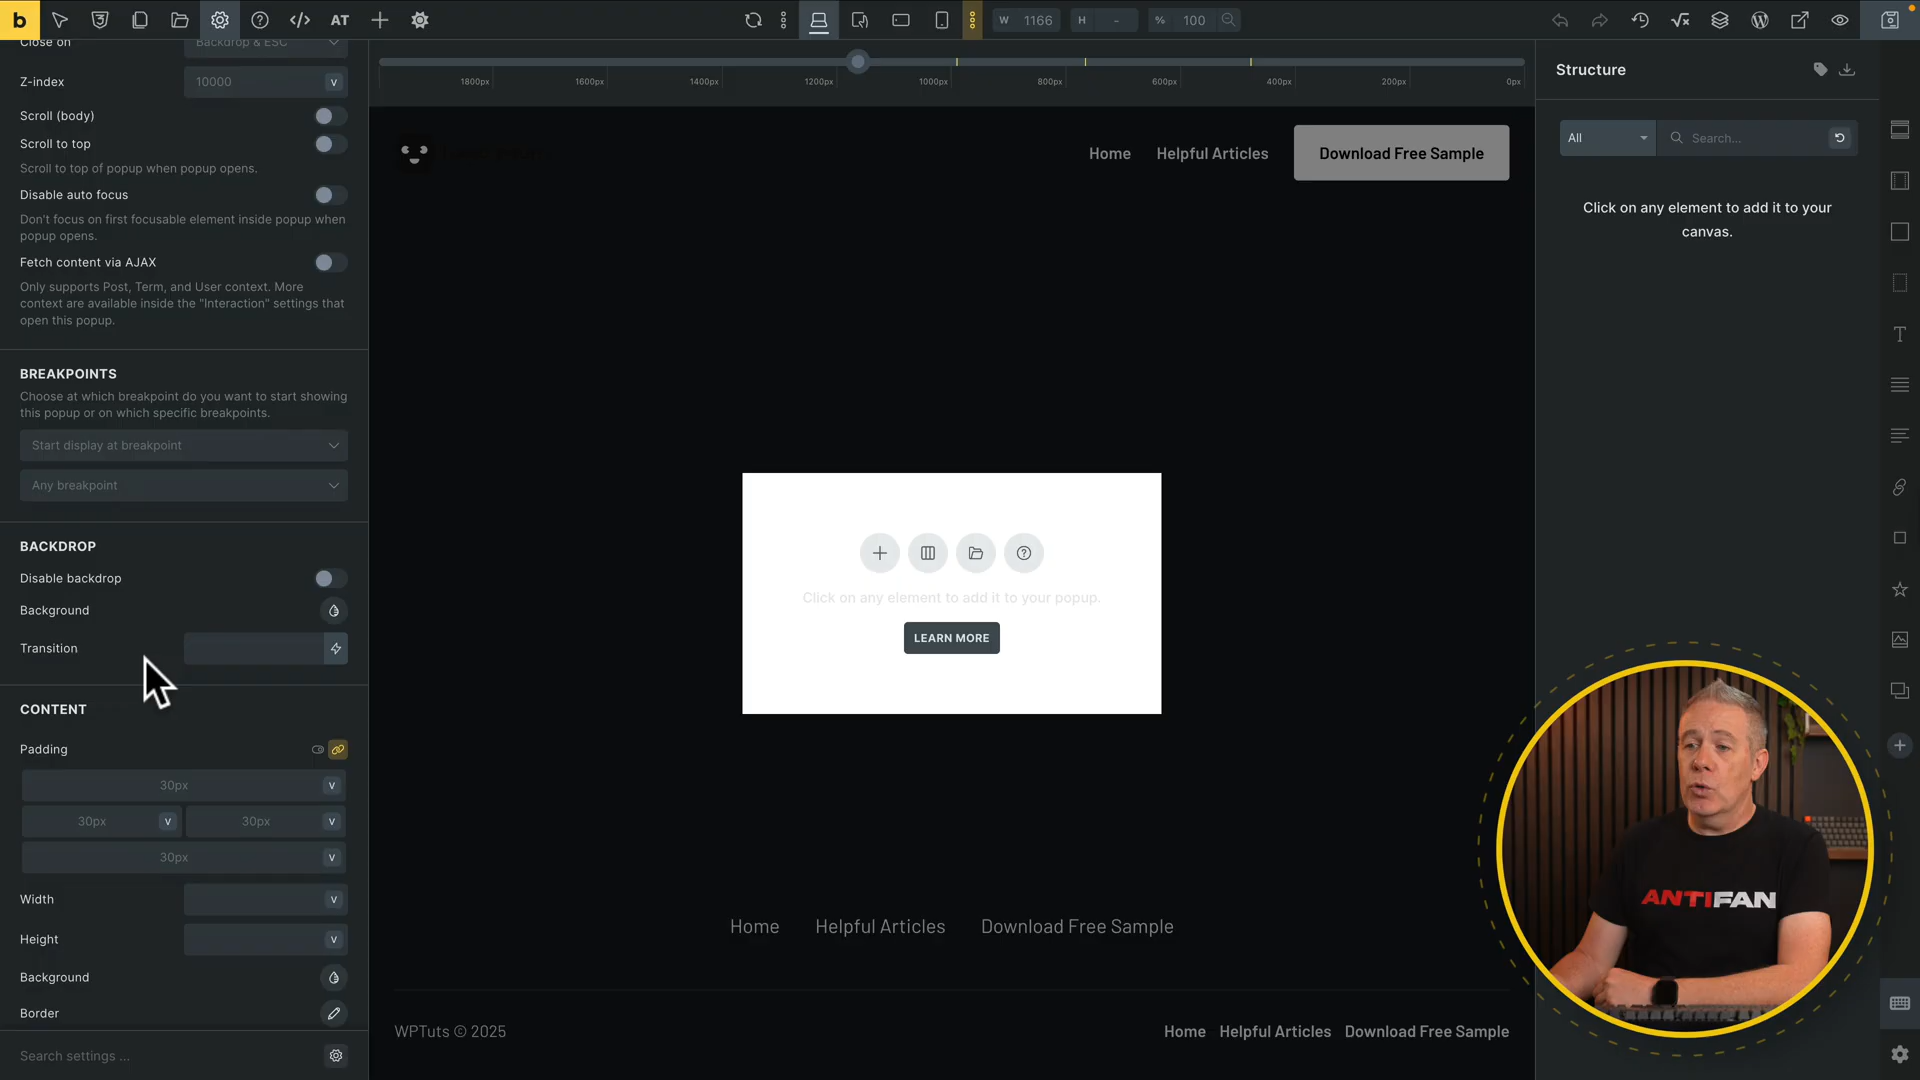 b
AT
W 1166
H -
% 100
Close on
Backdrop & ESC
Z-index
10000
v
Scroll (body)
Scroll to top
Scroll to top of popup when popup opens.
Disable auto focus
Don't focus on first focusable element inside popup when
popup opens.
Fetch content via AJAX
Only supports Post, Term, and User context. More
context are available inside the "Interaction" settings that
open this popup.
BREAKPOINTS
Choose at which breakpoint do you want to start showing
this popup or on which specific breakpoints.
Start display at breakpoint
Any breakpoint
BACKDROP
Disable backdrop
Background
Transition
CONTENT
Padding
30px v
30px v 30px v
30px v
Width v
Height v
Background
Border
Search settings ...
1800px 1600px 1400px 1200px 1000px 800px 600px 400px 200px 0px
Home Helpful Articles Download Free Sample
Click on any element to add it to your popup.
LEARN MORE
Home Helpful Articles Download Free Sample
WPTuts © 2025
Home Helpful Articles Download Free Sample
Structure
All
Search...
Click on any element to add it to your
canvas.
T
ANTIFAN